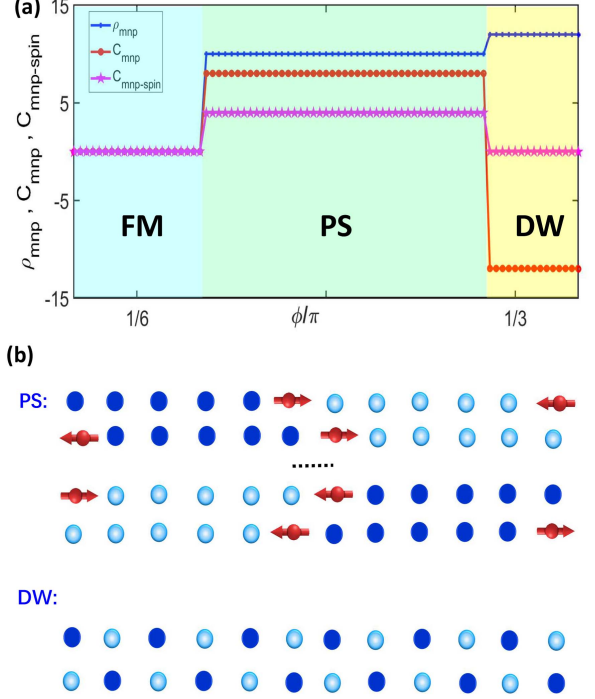 (a)
15
5
-5
-15
ρmnp , Cmnp , Cmnp-spin
ρmnp
Cmnp
Cmnp-spin
FM
PS
DW
1/6
ϕ/π
1/3
(b)
PS:
DW: